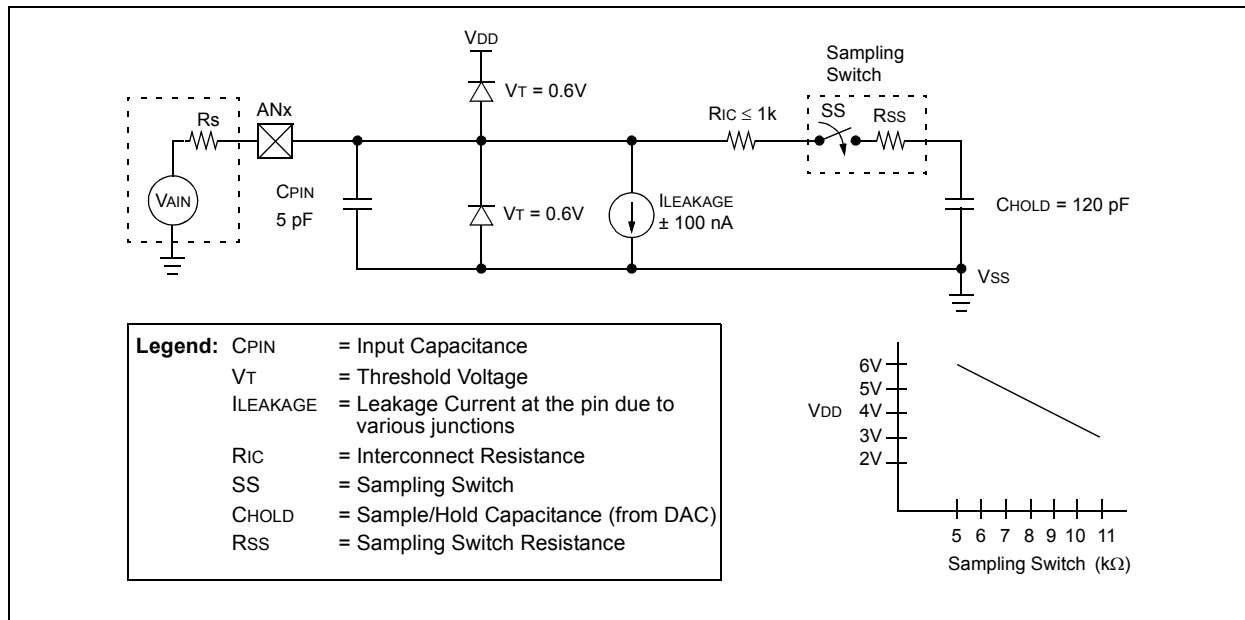 VDD
Sampling
Switch
VT = 0.6V
ANx
RIC ≤ 1k
SS
RSS
Rs
CPIN
5 pF
VAIN
VT = 0.6V
ILEAKAGE
± 100 nA
CHOLD = 120 pF
VSS
Legend: CPIN = Input Capacitance
VT = Threshold Voltage
ILEAKAGE = Leakage Current at the pin due to
various junctions
RIC = Interconnect Resistance
SS = Sampling Switch
CHOLD = Sample/Hold Capacitance (from DAC)
RSS = Sampling Switch Resistance
6V
5V
VDD 4V
3V
2V
5 6 7 8 9 10 11
Sampling Switch (kΩ)